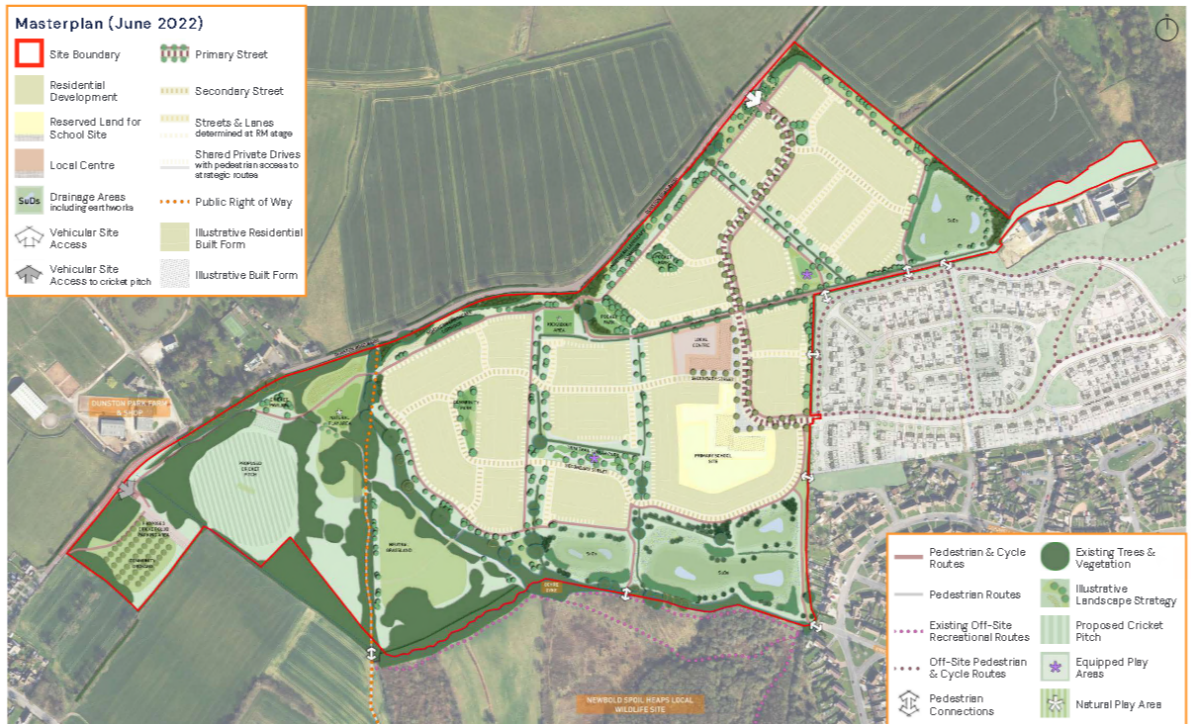 Masterplan (June 2022)
Site Boundary
Residential
Development
Reserved Land for
School Site
Local Centre
SuDs
Drainage Areas
including earthworks
Vehicular Site
Access
Vehicular Site
Access to cricket pitch
Primary Street
Secondary Street
Streets & Lanes
determined at RM stage
Shared Private Drives
with pedestrian access to
strategic routes
Public Right of Way
Illustrative Residential
Built Form
Illustrative Built Form
SuDs
LOCAL
CENTRE
PRIMARY SCHOOL
SITE
DUNSTON PARK FARM
& SHOP
PROPOSED
CRICKET
PITCH
NEUTRAL
GRASSLAND
SECONDARY STREET
SuDs
SuDs
NEWBOLD SPOIL HEAPS LOCAL
WILDLIFE SITE
Pedestrian & Cycle
Routes
Pedestrian Routes
Existing Off-Site
Recreational Routes
Off-Site Pedestrian
& Cycle Routes
Pedestrian
Connections
Existing Trees &
Vegetation
Illustrative
Landscape Strategy
Proposed Cricket
Pitch
Equipped Play
Areas
Natural Play Area